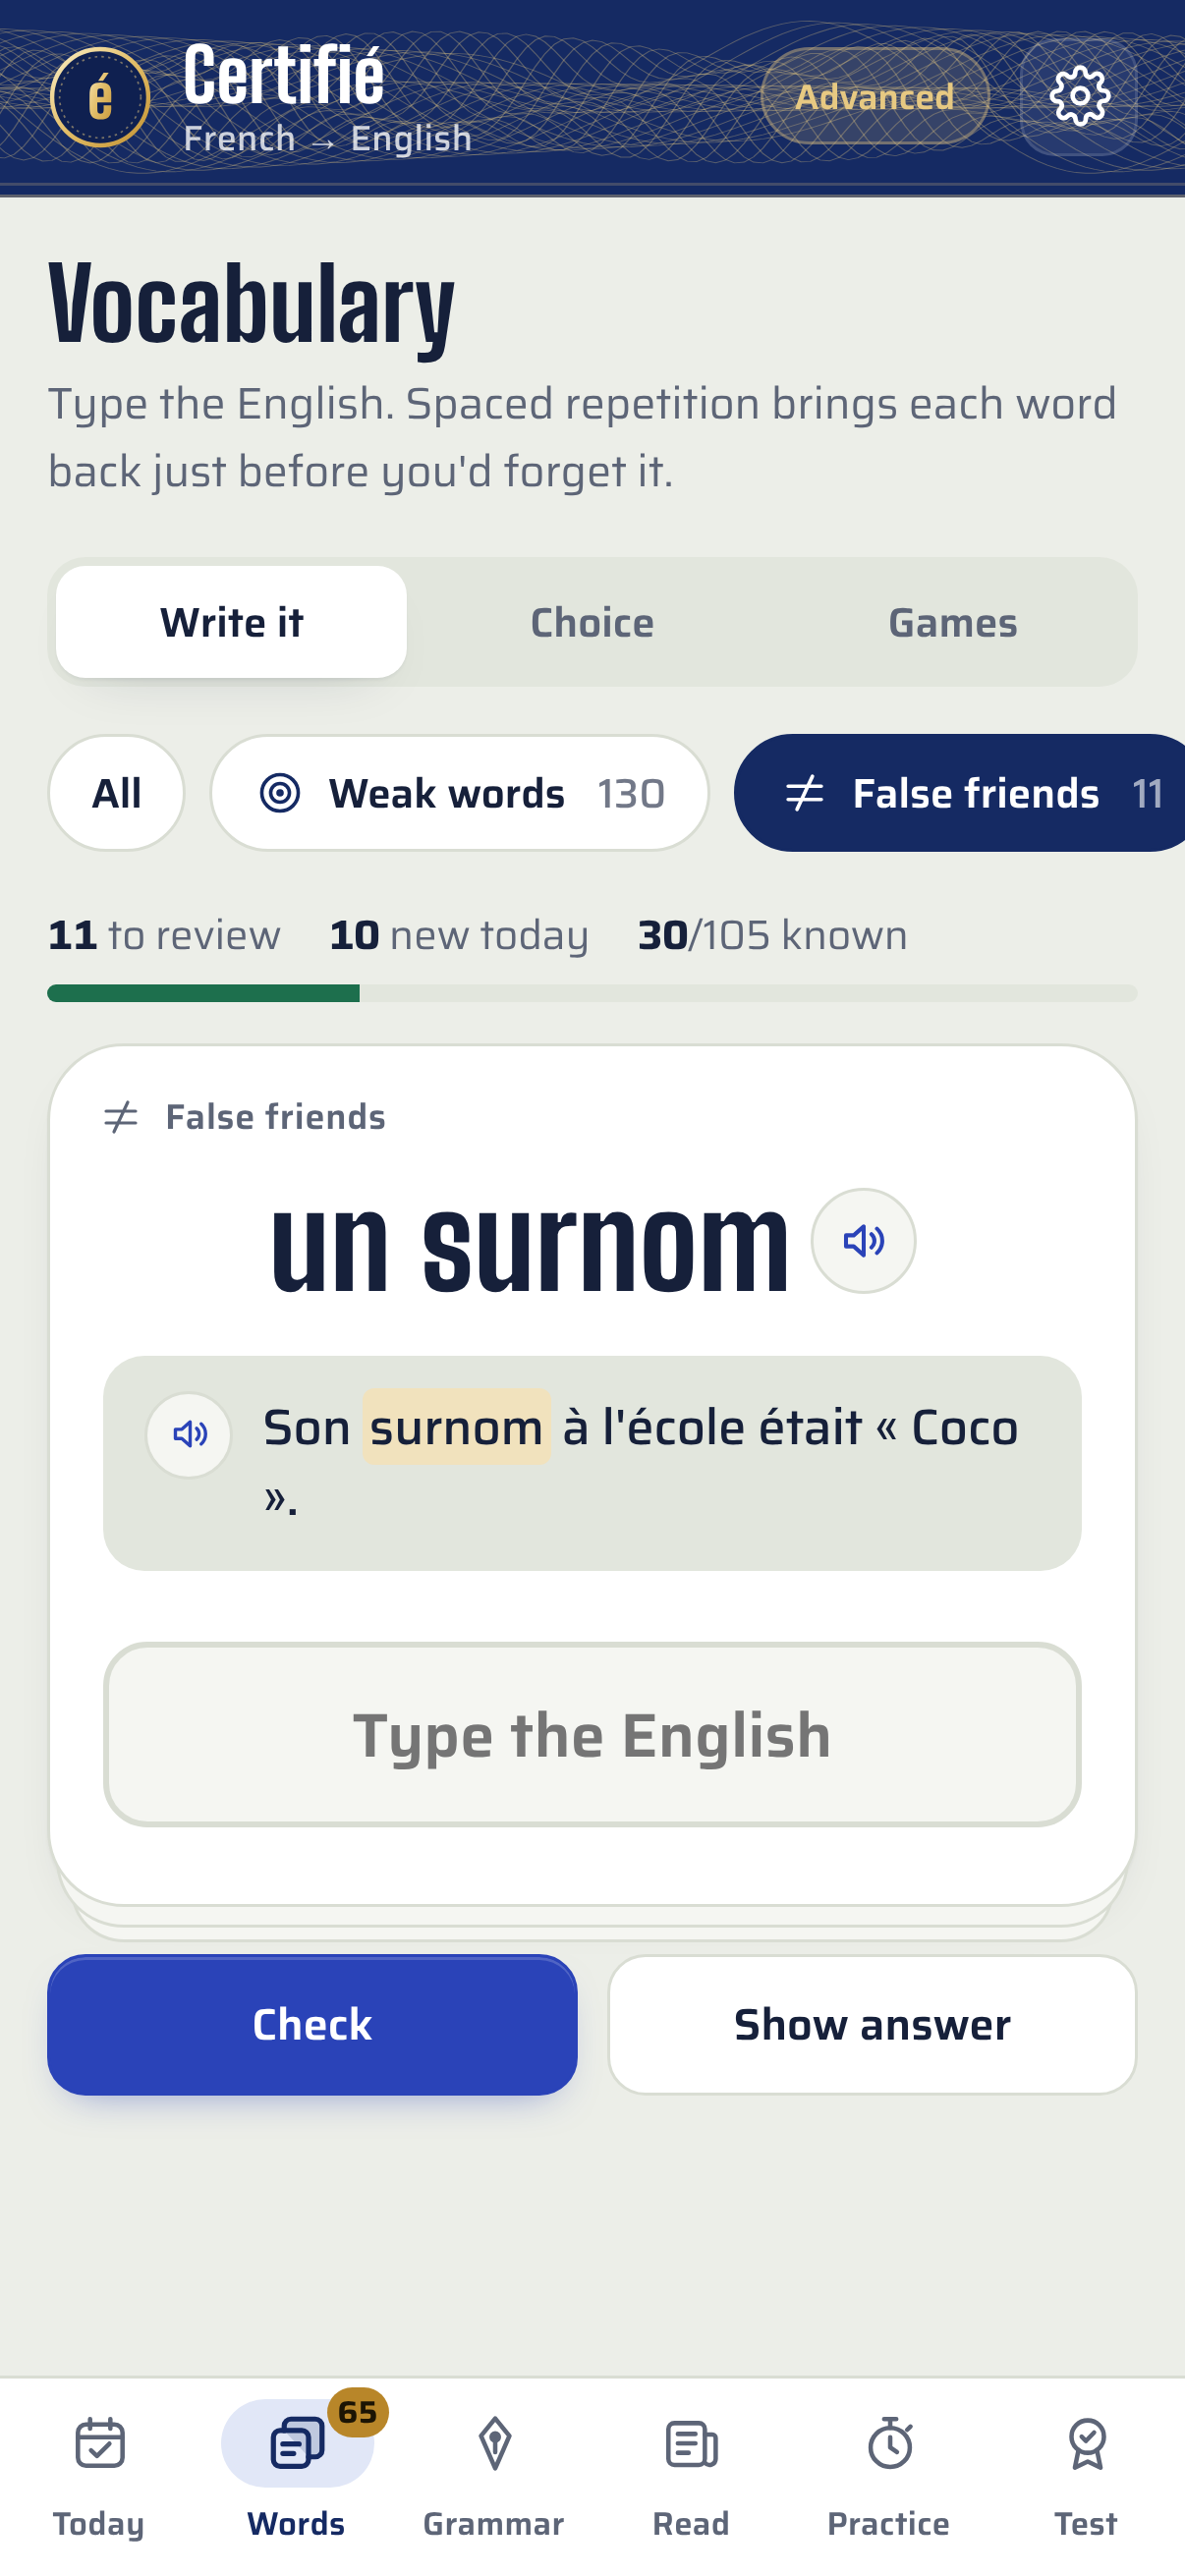 é
Certifié
French → English
Advanced
Vocabulary
Type the English. Spaced repetition brings each word
back just before you'd forget it.
Write it
Choice
Games
All
Weak words 130
≠ False friends 11
11 to review 10 new today 30/105 known
≠ False friends
un surnom
Son surnom à l'école était « Coco
».
Type the English
Check
Show answer
65
Today
Words
Grammar
Read
Practice
Test